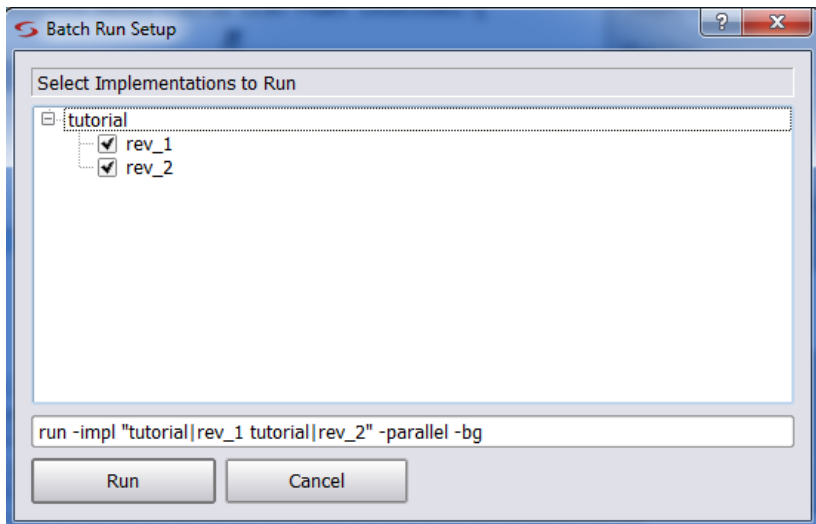 Batch Run Setup
?
X
Select Implementations to Run
tutorial
rev_1
rev_2
run -impl "tutorial|rev_1 tutorial|rev_2" -parallel -bg
Run
Cancel